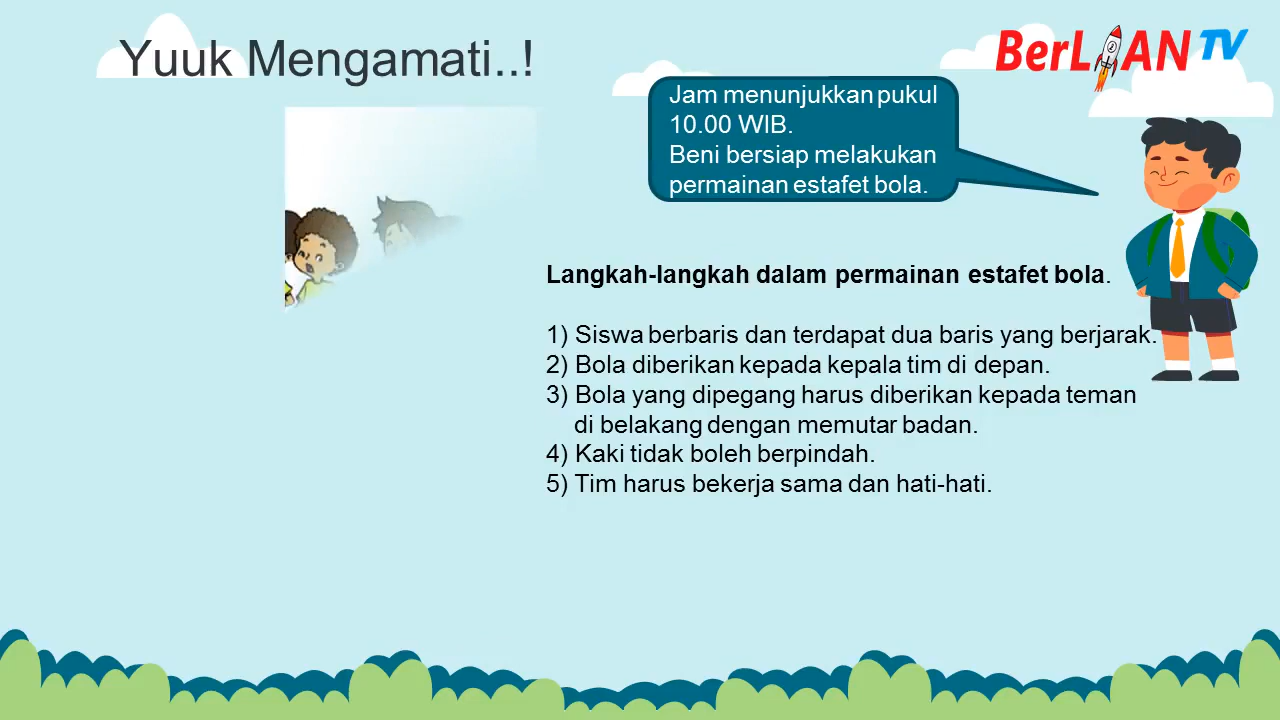 Yuuk Mengamati..!
BerLIAN TV
Jam menunjukkan pukul
10.00 WIB.
Beni bersiap melakukan
permainan estafet bola.
Langkah-langkah dalam permainan estafet bola.
1) Siswa berbaris dan terdapat dua baris yang berjarak.
2) Bola diberikan kepada kepala tim di depan.
3) Bola yang dipegang harus diberikan kepada teman
di belakang dengan memutar badan.
4) Kaki tidak boleh berpindah.
5) Tim harus bekerja sama dan hati-hati.